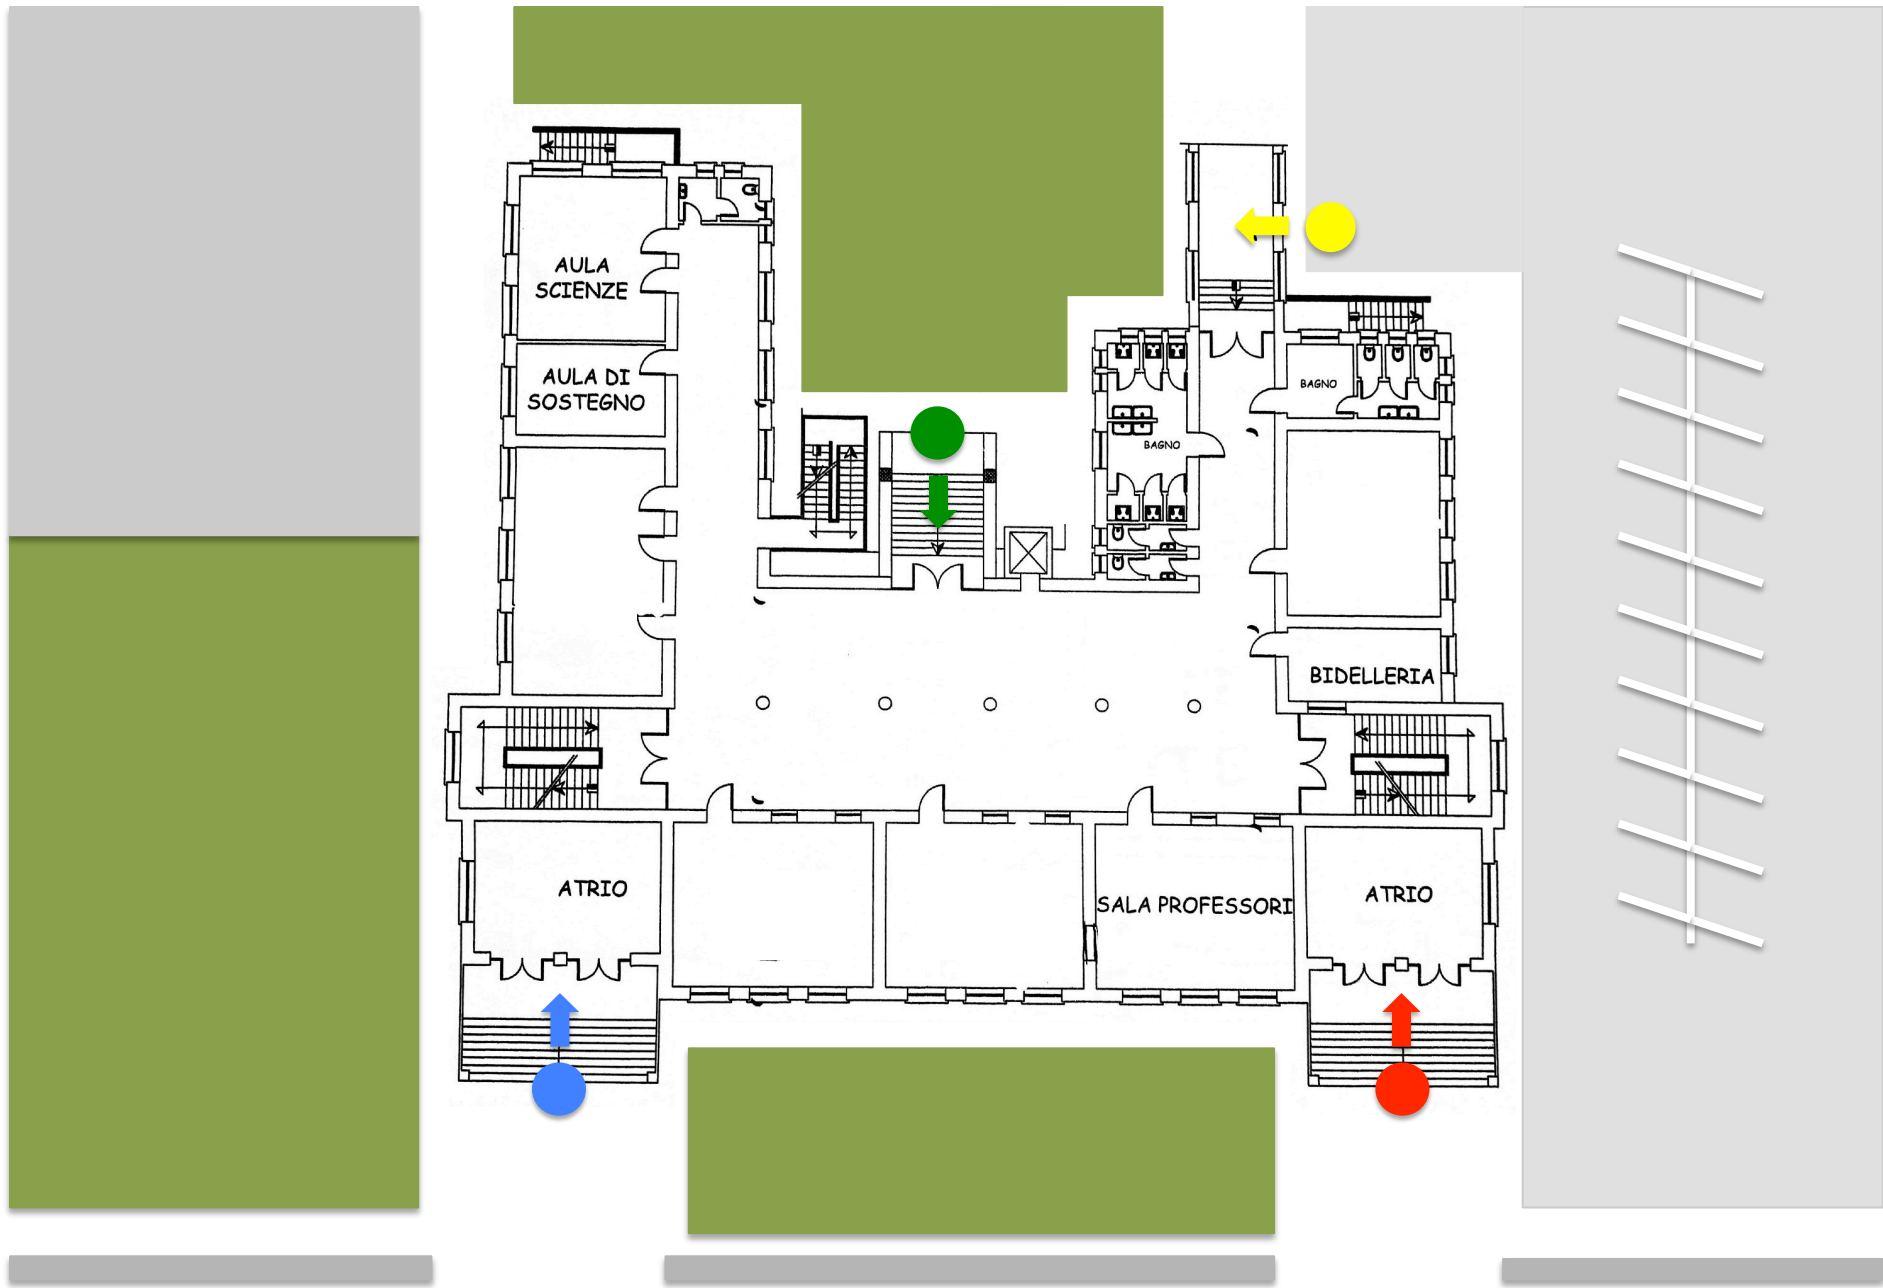 AULA
SCIENZE
AULA DI
SOSTEGNO
BAGNO
BAGNO
BIDELLERIA
ATRIO
SALA PROFESSORI
ATRIO